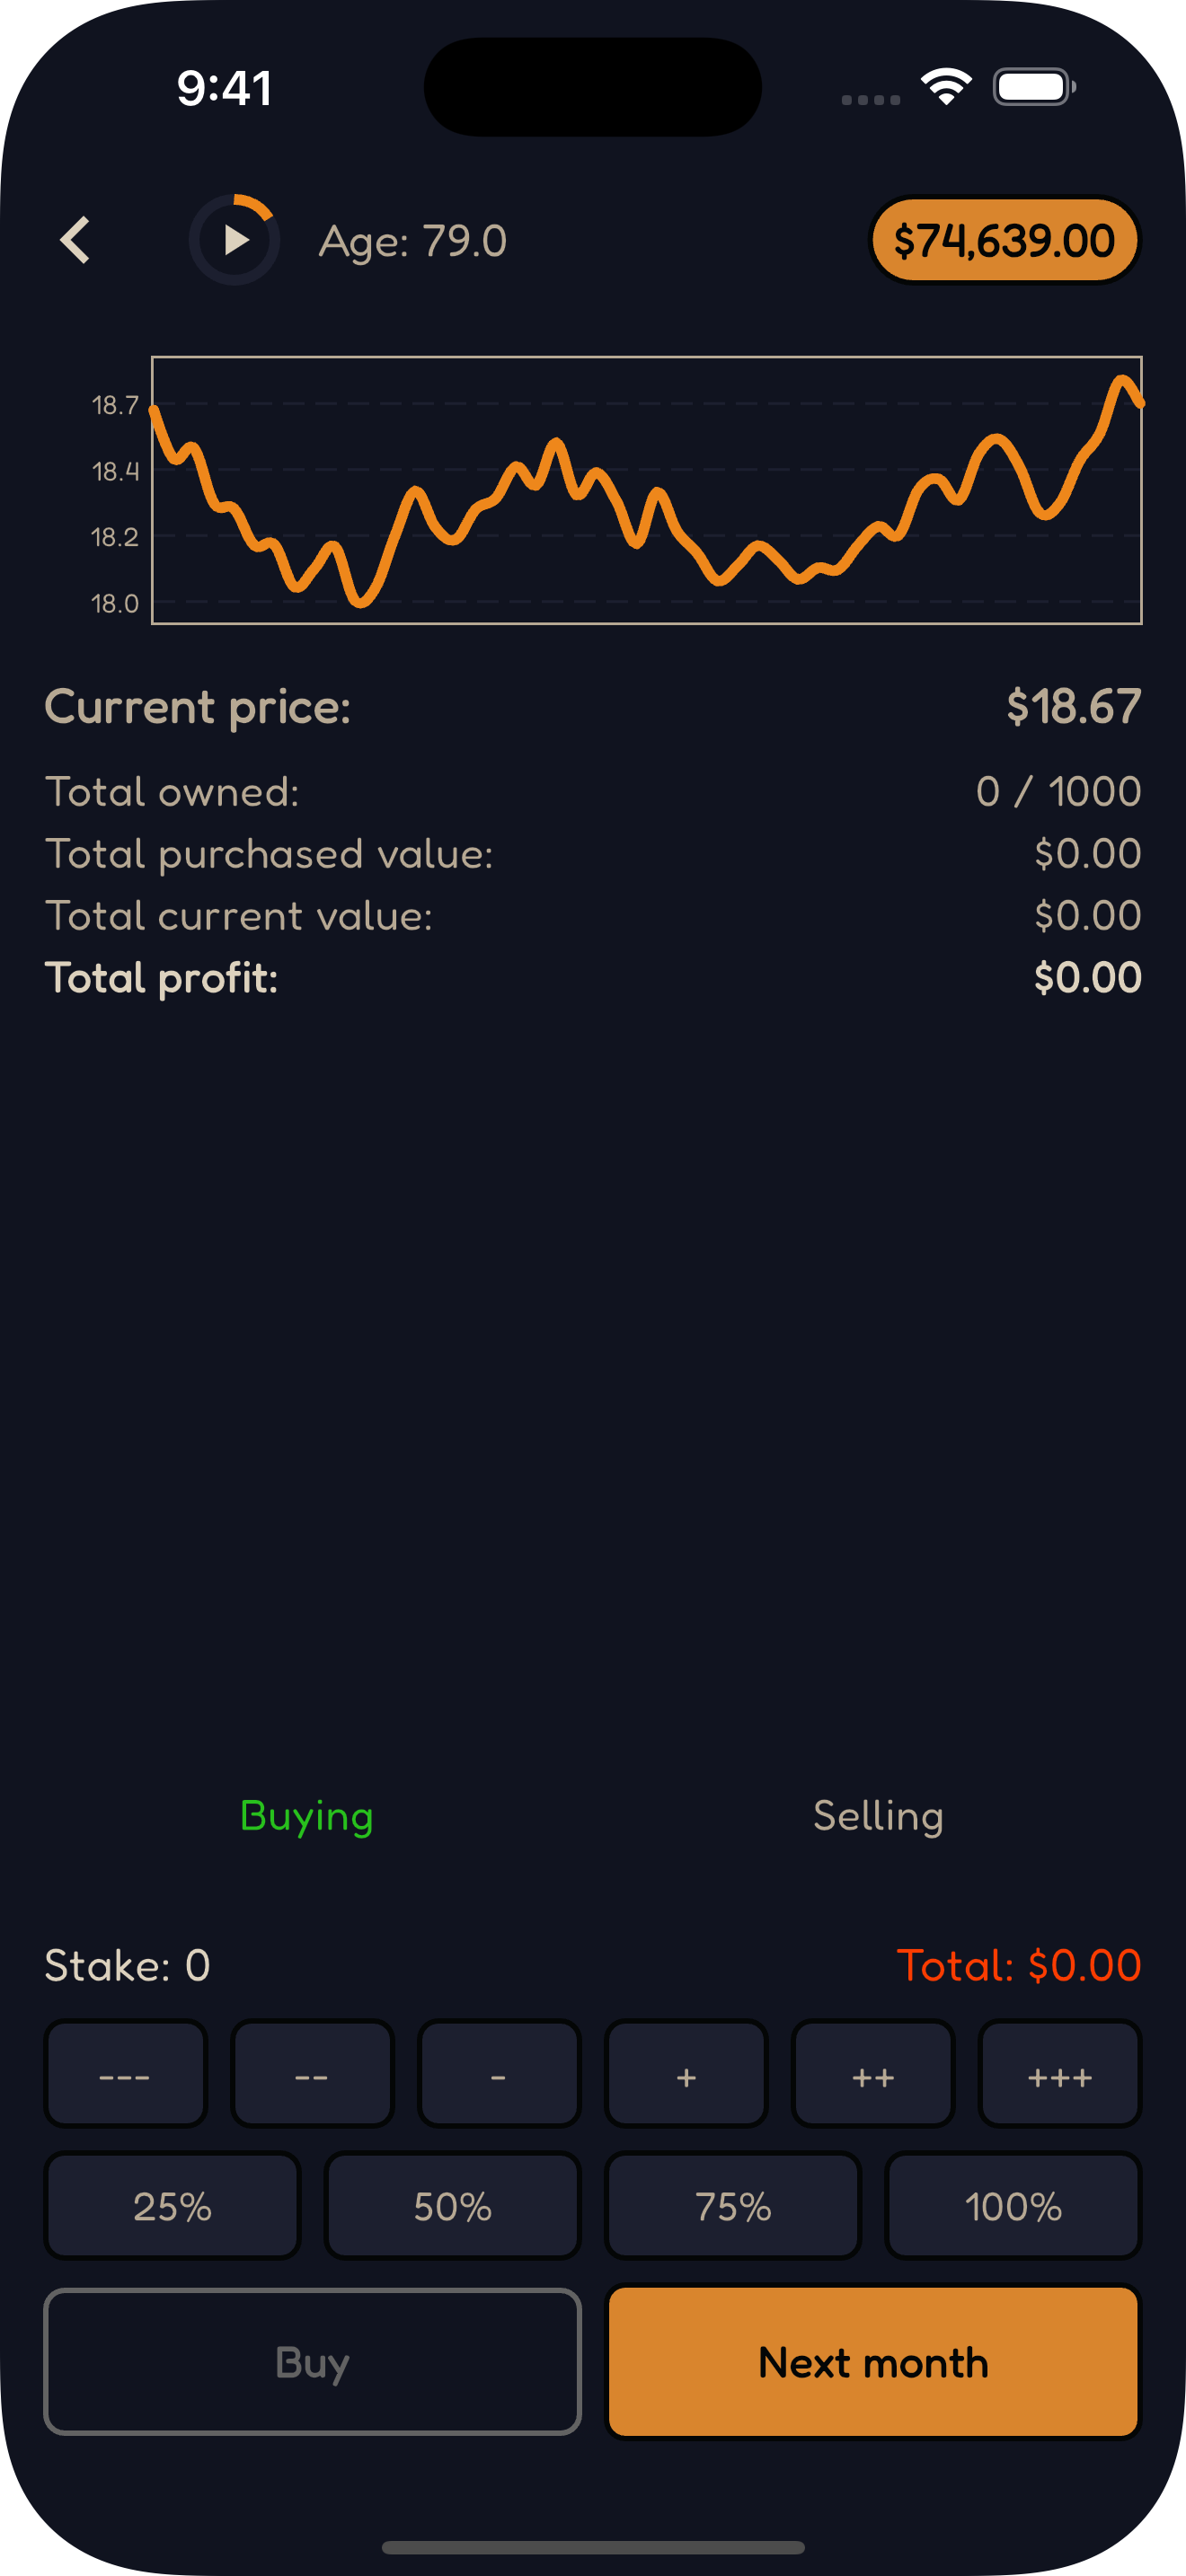 9:41
Age: 79.0
$74,639.00
18.7
18.4
18.2
18.0
Current price: $18.67
Total owned: 0 / 1000
Total purchased value: $0.00
Total current value: $0.00
Total profit: $0.00
Buying Selling
Stake: 0 Total: $0.00
--- -- - + ++ +++
25% 50% 75% 100%
Buy Next month